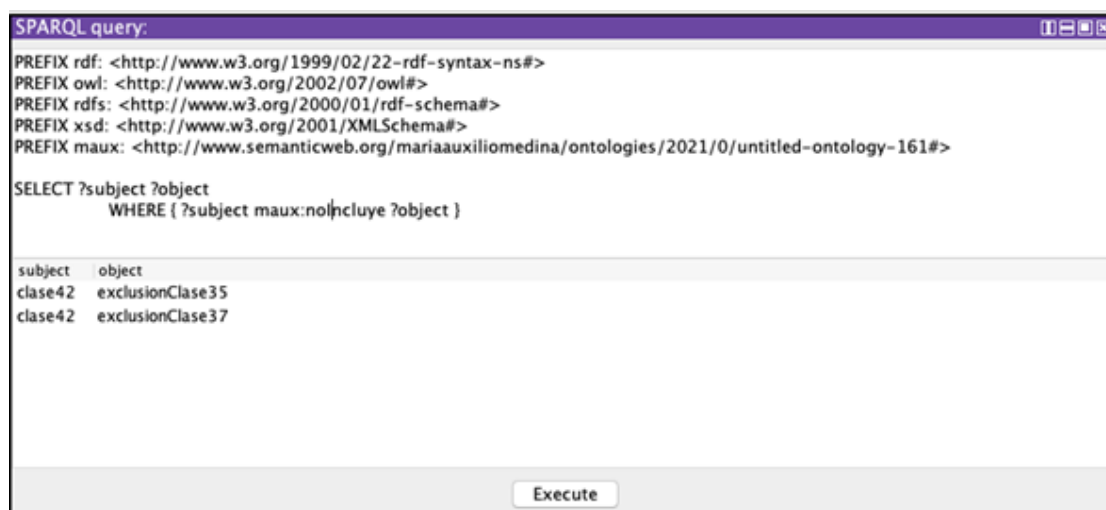 SPARQL query:
PREFIX rdf: <http://www.w3.org/1999/02/22-rdf-syntax-ns#>
PREFIX owl: <http://www.w3.org/2002/07/owl#>
PREFIX rdfs: <http://www.w3.org/2000/01/rdf-schema#>
PREFIX xsd: <http://www.w3.org/2001/XMLSchema#>
PREFIX maux: <http://www.semanticweb.org/mariaauxiliomedina/ontologies/2021/0/untitled-ontology-161#>
SELECT ?subject ?object
WHERE { ?subject maux:noIncluye ?object }
subject object
clase42 exclusionClase35
clase42 exclusionClase37
Execute